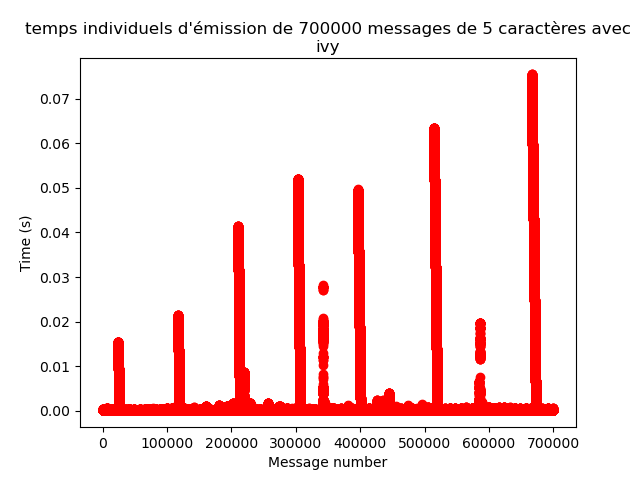 temps individuels d'émission de 700000 messages de 5 caractères avec
ivy
0.07
0.06
0.05
0.04
0.03
0.02
0.01
0.00
Time (s)
0 100000 200000 300000 400000 500000 600000 700000
Message number